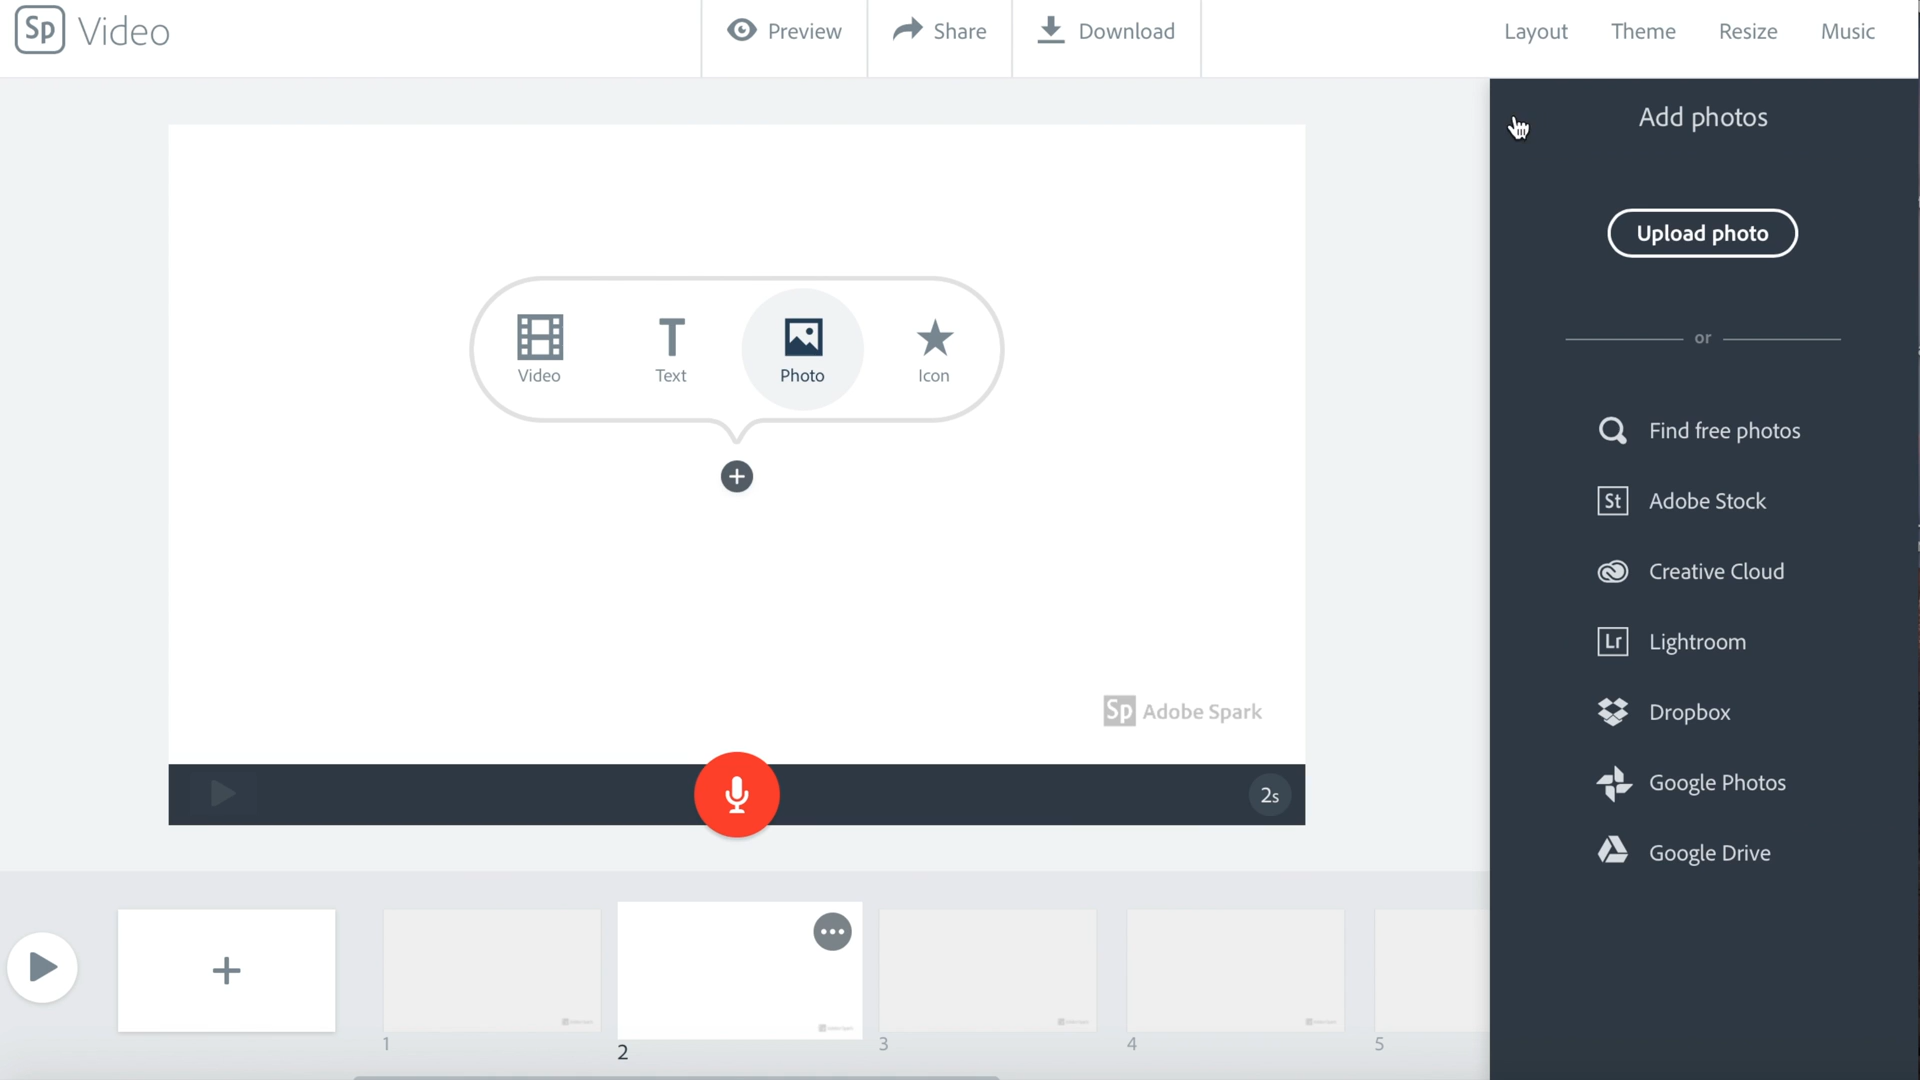 Sp Video
Preview
Share
Download
Layout
Theme
Resize
Music
Add photos
Upload photo
or
Find free photos
St Adobe Stock
Creative Cloud
Lr Lightroom
Dropbox
Google Photos
Google Drive
Video
Text
Photo
Icon
Sp Adobe Spark
2s
1
2
3
4
5